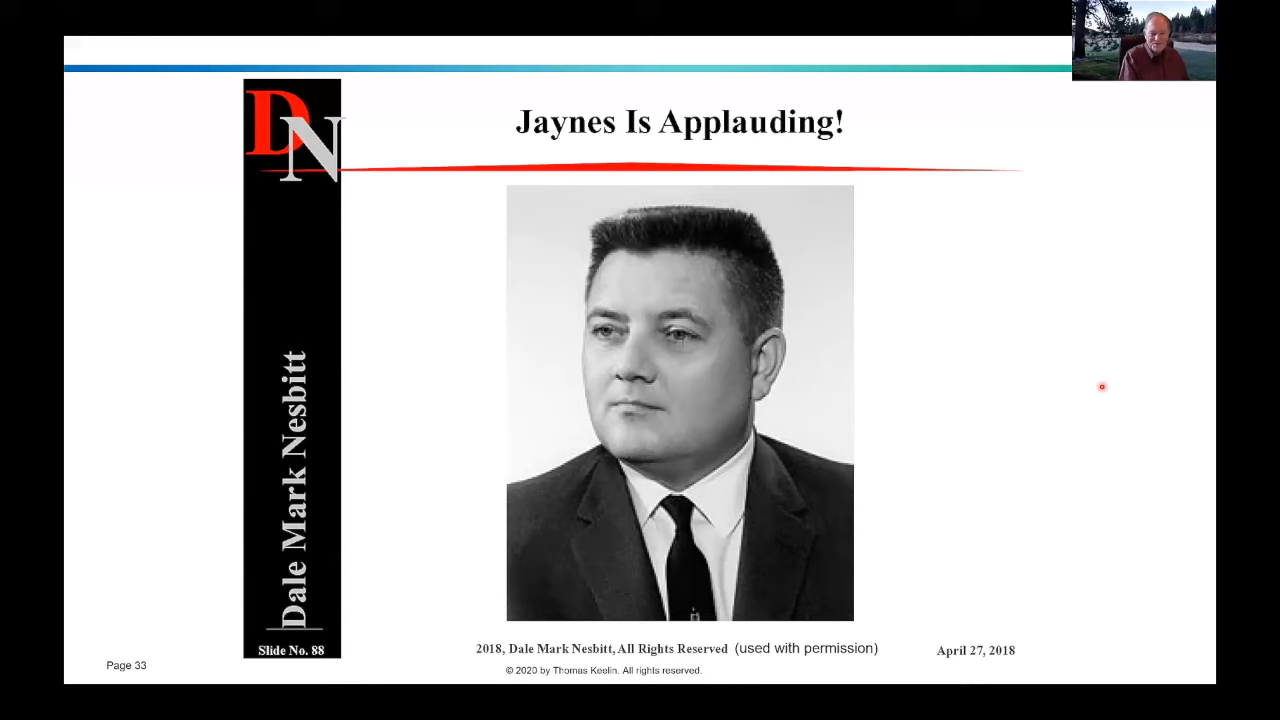 DN
Jaynes Is Applauding!
Dale Mark Nesbitt
Slide No. 88
2018, Dale Mark Nesbitt, All Rights Reserved (used with permission)
April 27, 2018
Page 33
© 2020 by Thomas Keelin. All rights reserved.